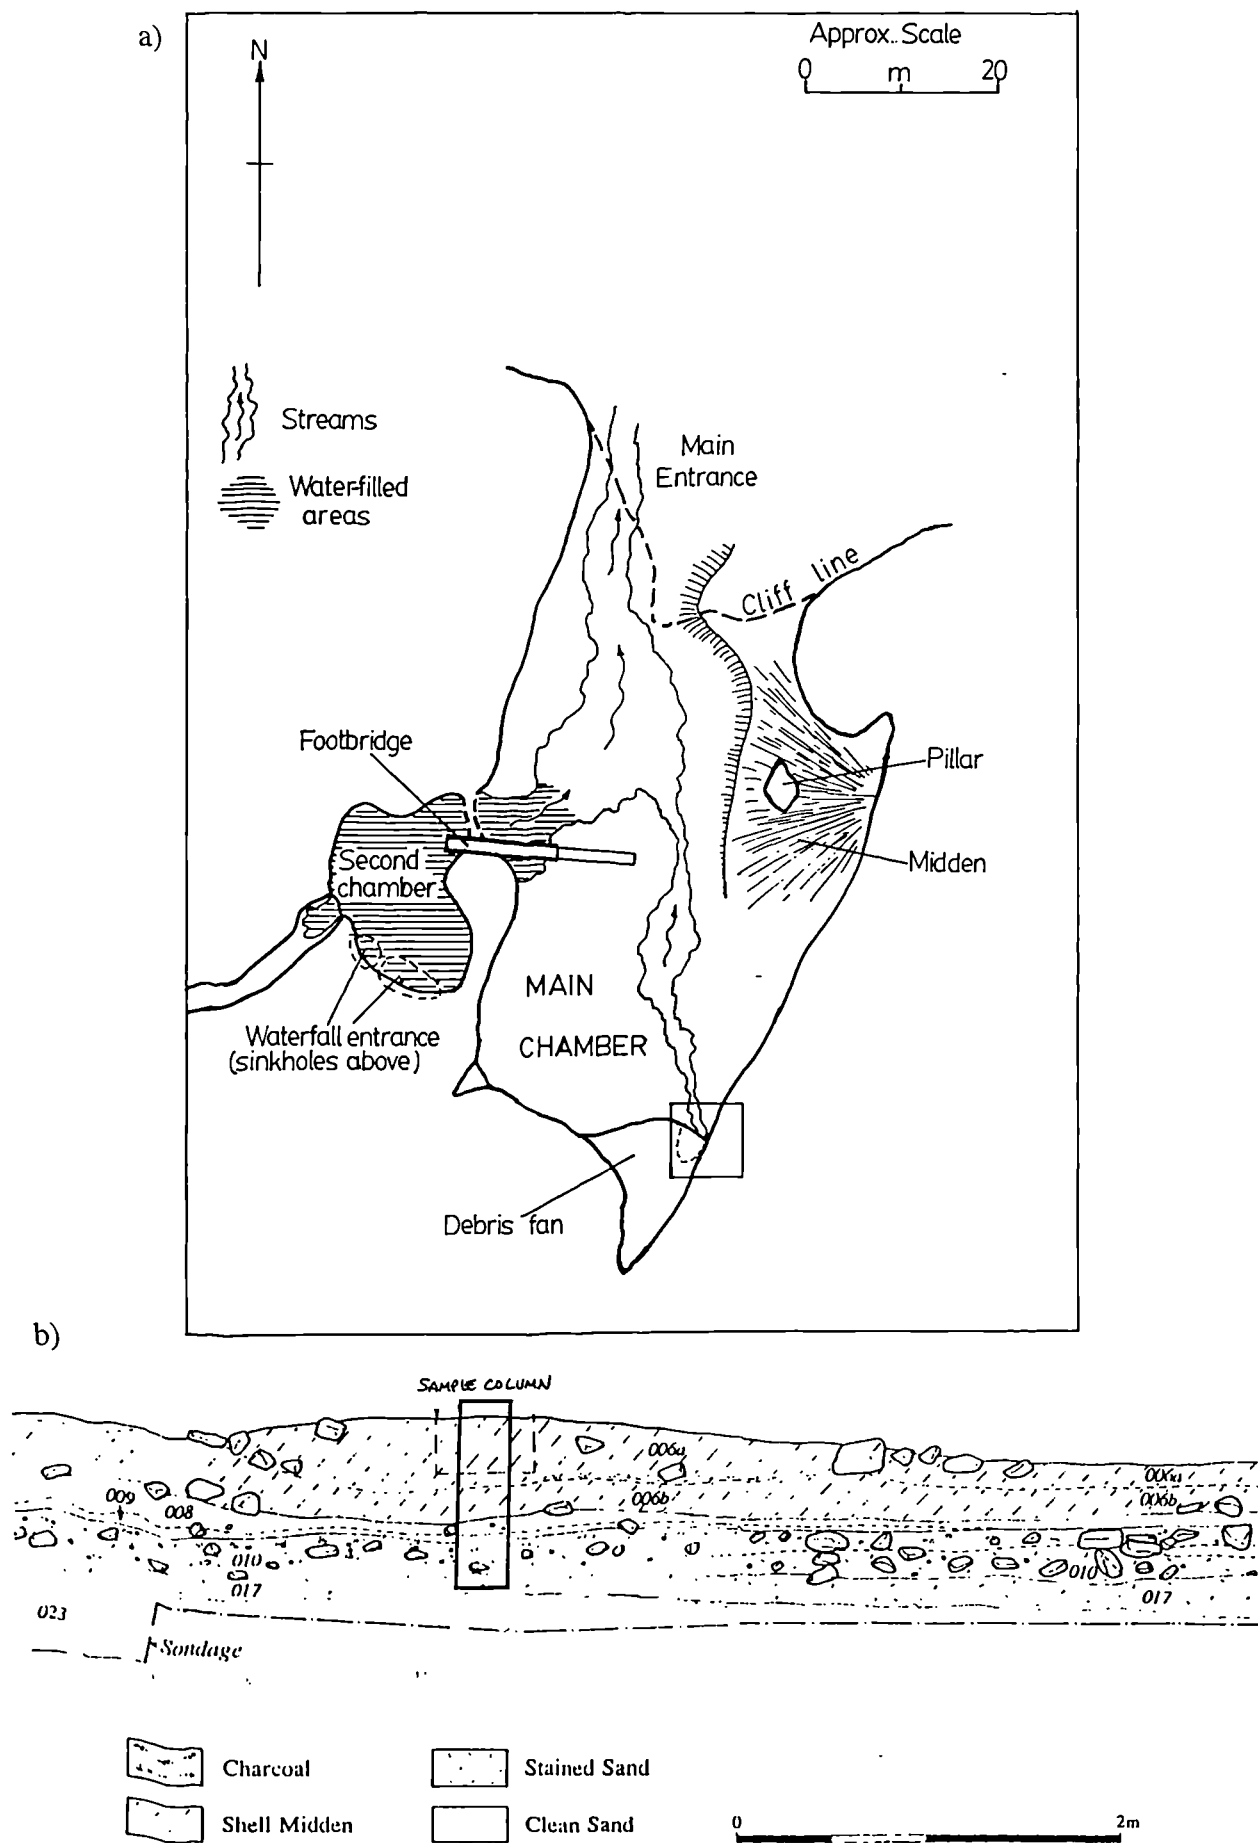 a)
N
Approx.. Scale
0 m 20
Streams
Water-filled
areas
Main
Entrance
Cliff line
Footbridge
Pillar
Second
chamber
Midden
MAIN
CHAMBER
Waterfall entrance
(sinkholes above)
Debris fan
b)
SAMPLE COLUMN
006a
006a
006b
006b
009
008
010
010
017
017
023
Sondage
Charcoal
Stained Sand
Shell Midden
Clean Sand
0 2m